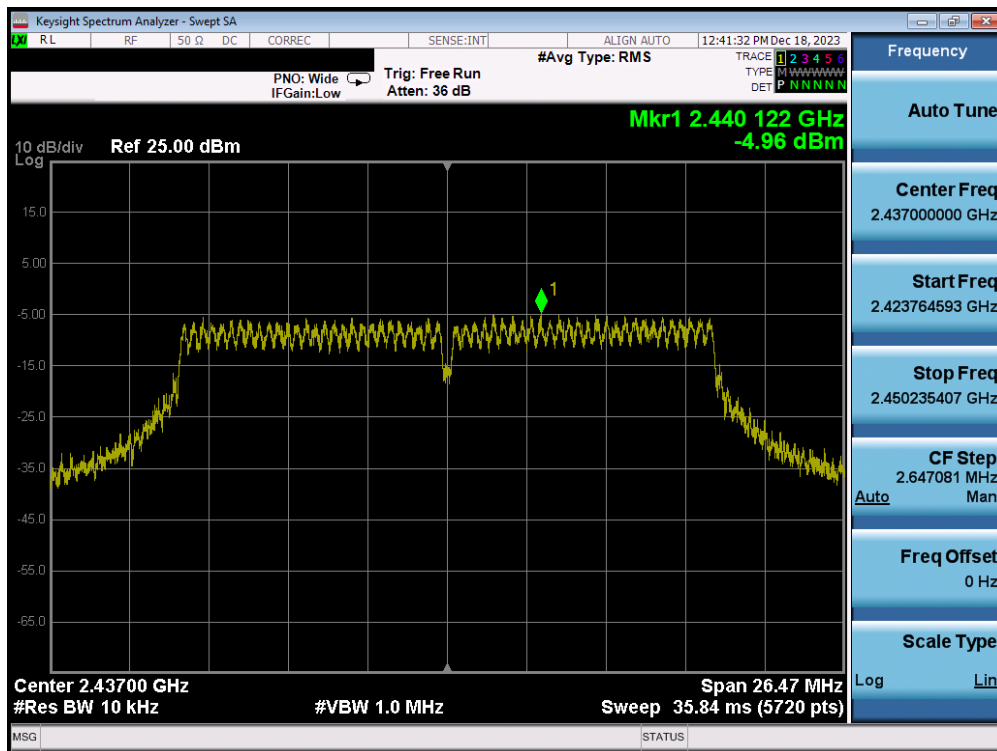 Keysight Spectrum Analyzer - Swept SA
LXI RL RF 50 Ω DC CORREC SENSE:INT ALIGN AUTO 12:41:32 PM Dec 18, 2023
PNO: Wide
IFGain:Low
Trig: Free Run
Atten: 36 dB
#Avg Type: RMS
TRACE 1 2 3 4 5 6
TYPE M WWWWW
DET P N N N N N
Mkr1 2.440 122 GHz
-4.96 dBm
10 dB/div Ref 25.00 dBm
Log
15.0
5.00
-5.00
-15.0
-25.0
-35.0
-45.0
-55.0
-65.0
1
Center 2.43700 GHz Span 26.47 MHz
#Res BW 10 kHz #VBW 1.0 MHz Sweep 35.84 ms (5720 pts)
MSG STATUS
Frequency
Auto Tune
Center Freq
2.437000000 GHz
Start Freq
2.423764593 GHz
Stop Freq
2.450235407 GHz
CF Step
2.647081 MHz
Auto Man
Freq Offset
0 Hz
Scale Type
Log Lin